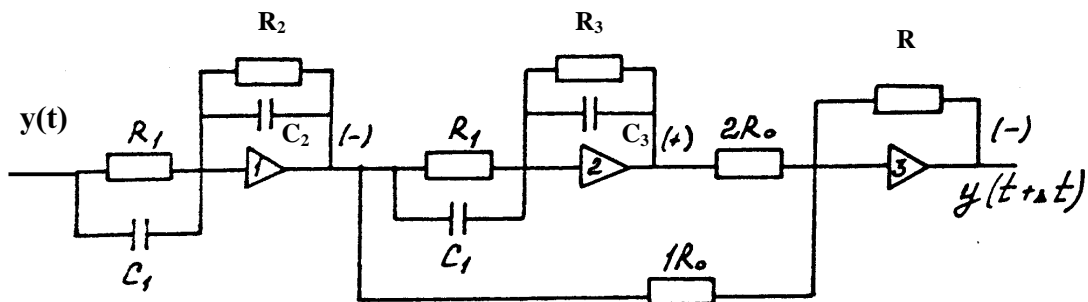 R₂
R₃
R
y(t)
R₁
C₂
(-)
1
R₁
C₃
(+)
2
2R₀
(-)
3
y(t+Δt)
C₁
C₁
1R₀